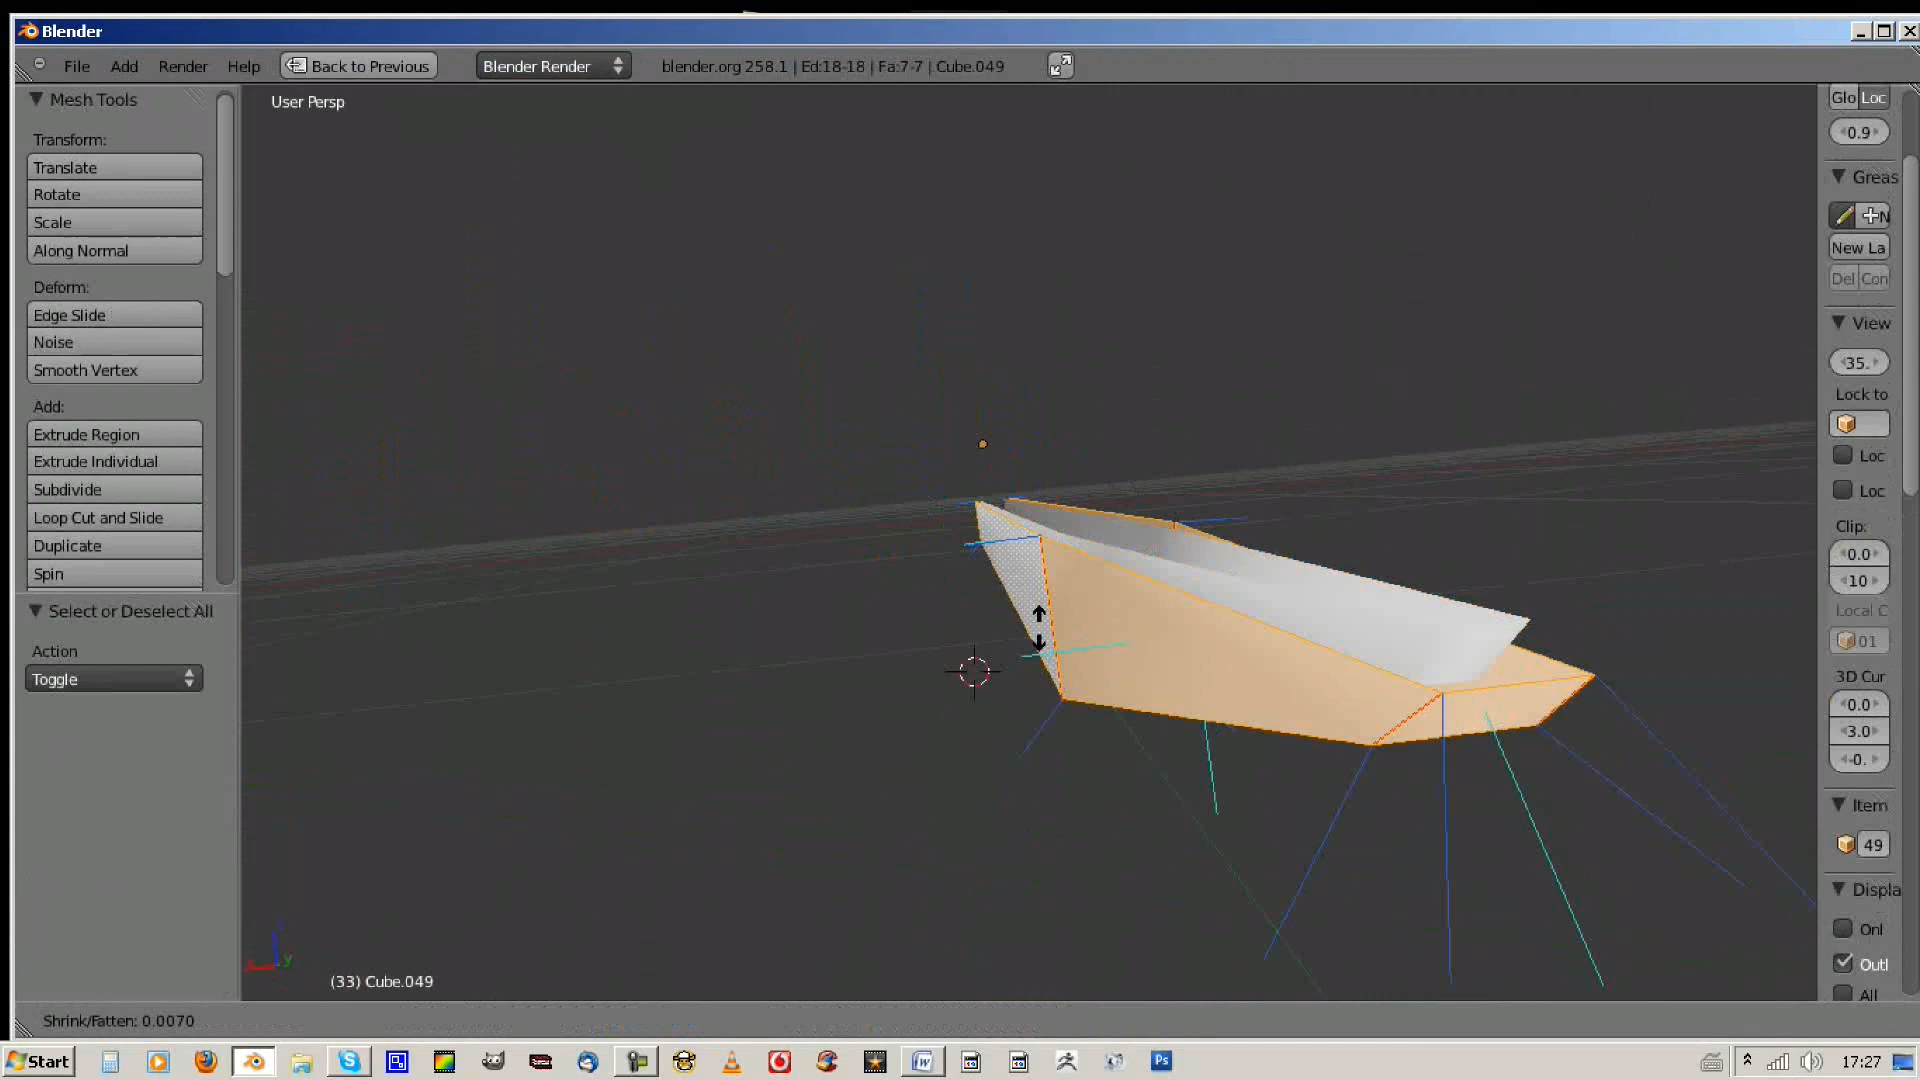 Blender
File Add Render Help Back to Previous Blender Render blender.org 258.1 | Ed:18-18 | Fa:7-7 | Cube.049
Mesh Tools
Transform:
Translate
Rotate
Scale
Along Normal
Deform:
Edge Slide
Noise
Smooth Vertex
Add:
Extrude Region
Extrude Individual
Subdivide
Loop Cut and Slide
Duplicate
Spin
Select or Deselect All
Action
Toggle
User Persp
(33) Cube.049
y
Glo Loc
0.9
Greas
N
New La
Del Con
View
35.
Lock to
Loc
Loc
Clip:
0.0
10
Local C
01
3D Cur
0.0
3.0
-0.
Item
49
Displa
Onl
Outl
All
Shrink/Fatten: 0.0070
Start
Ps
17:27